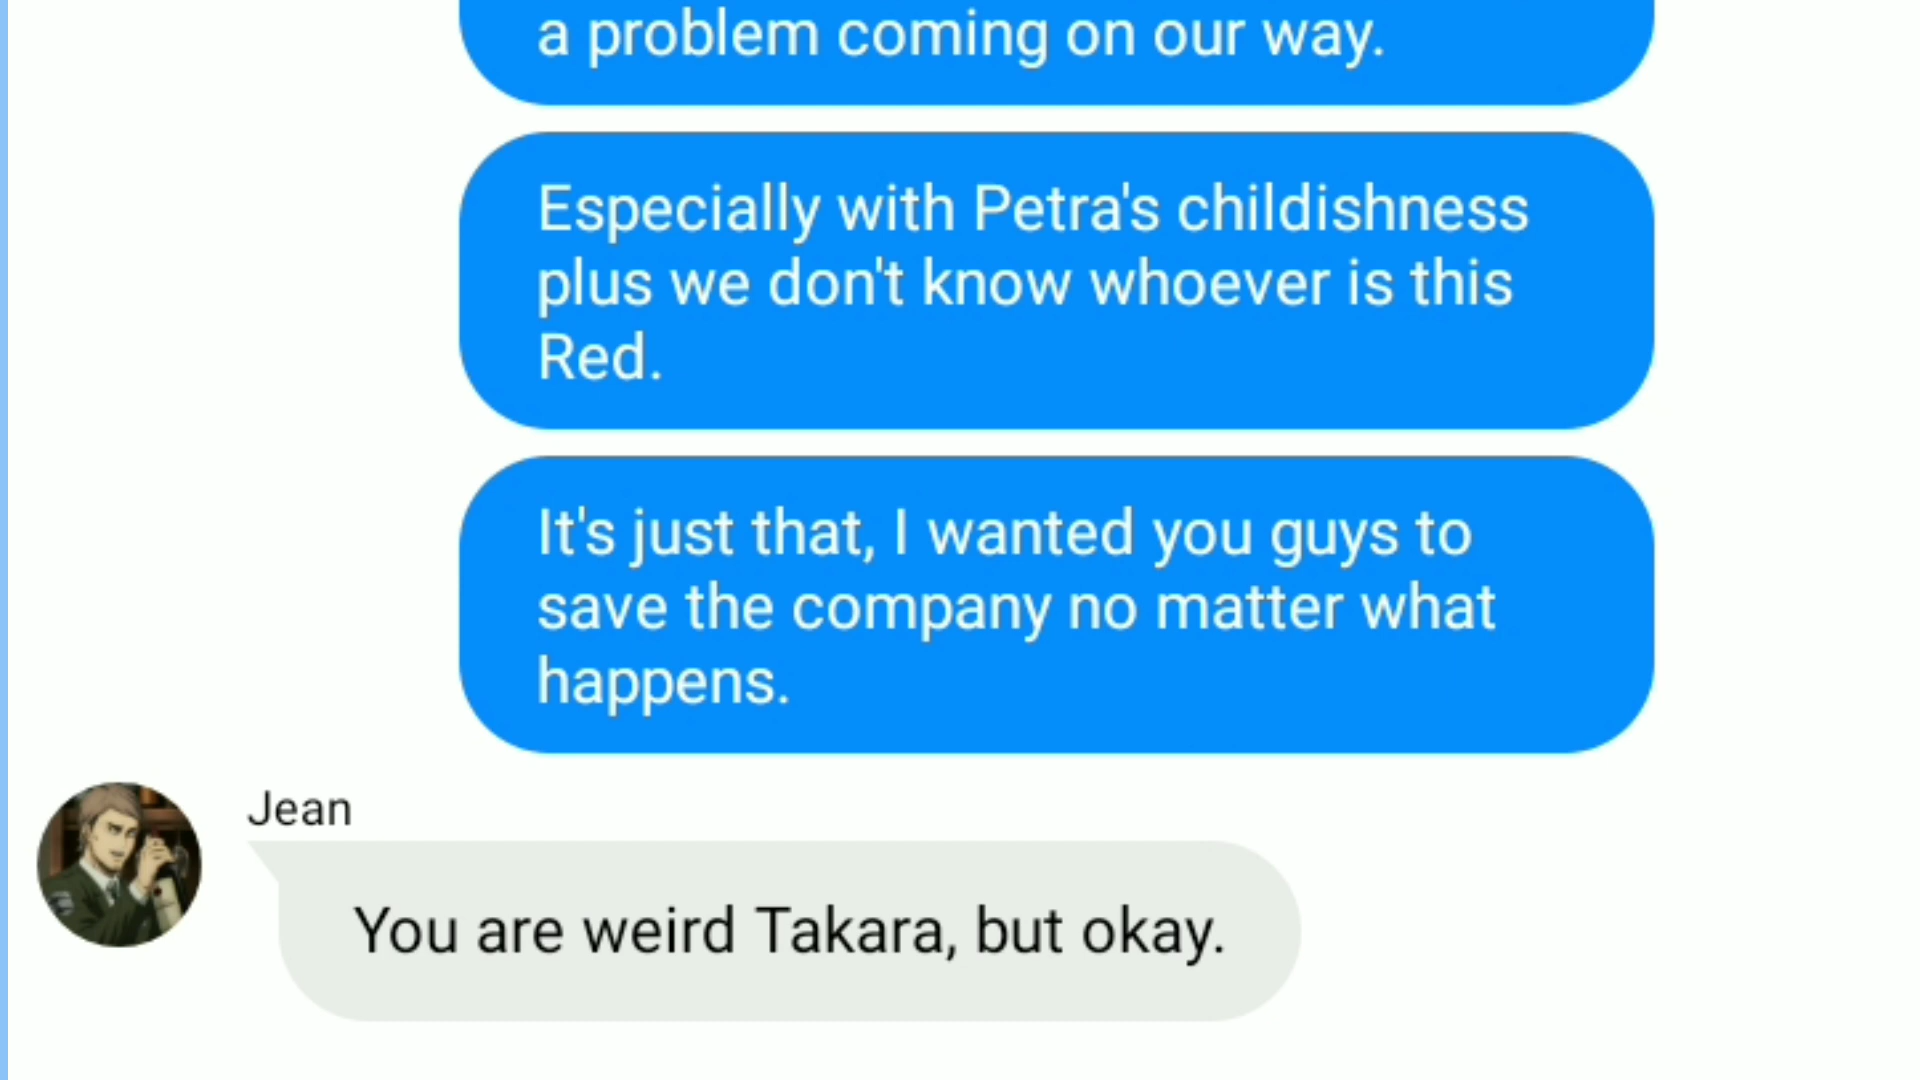 a problem coming on our way.
Especially with Petra's childishness
plus we don't know whoever is this
Red.
It's just that, I wanted you guys to
save the company no matter what
happens.
Jean
You are weird Takara, but okay.